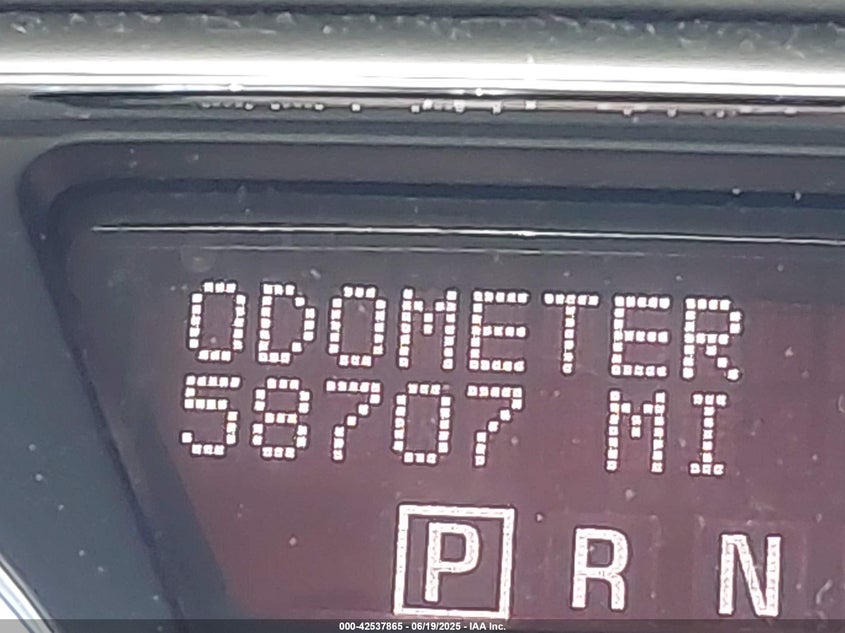 ODOMETER
58707 MI
P R N
000-42537865 - 06/19/2025 - IAA Inc.